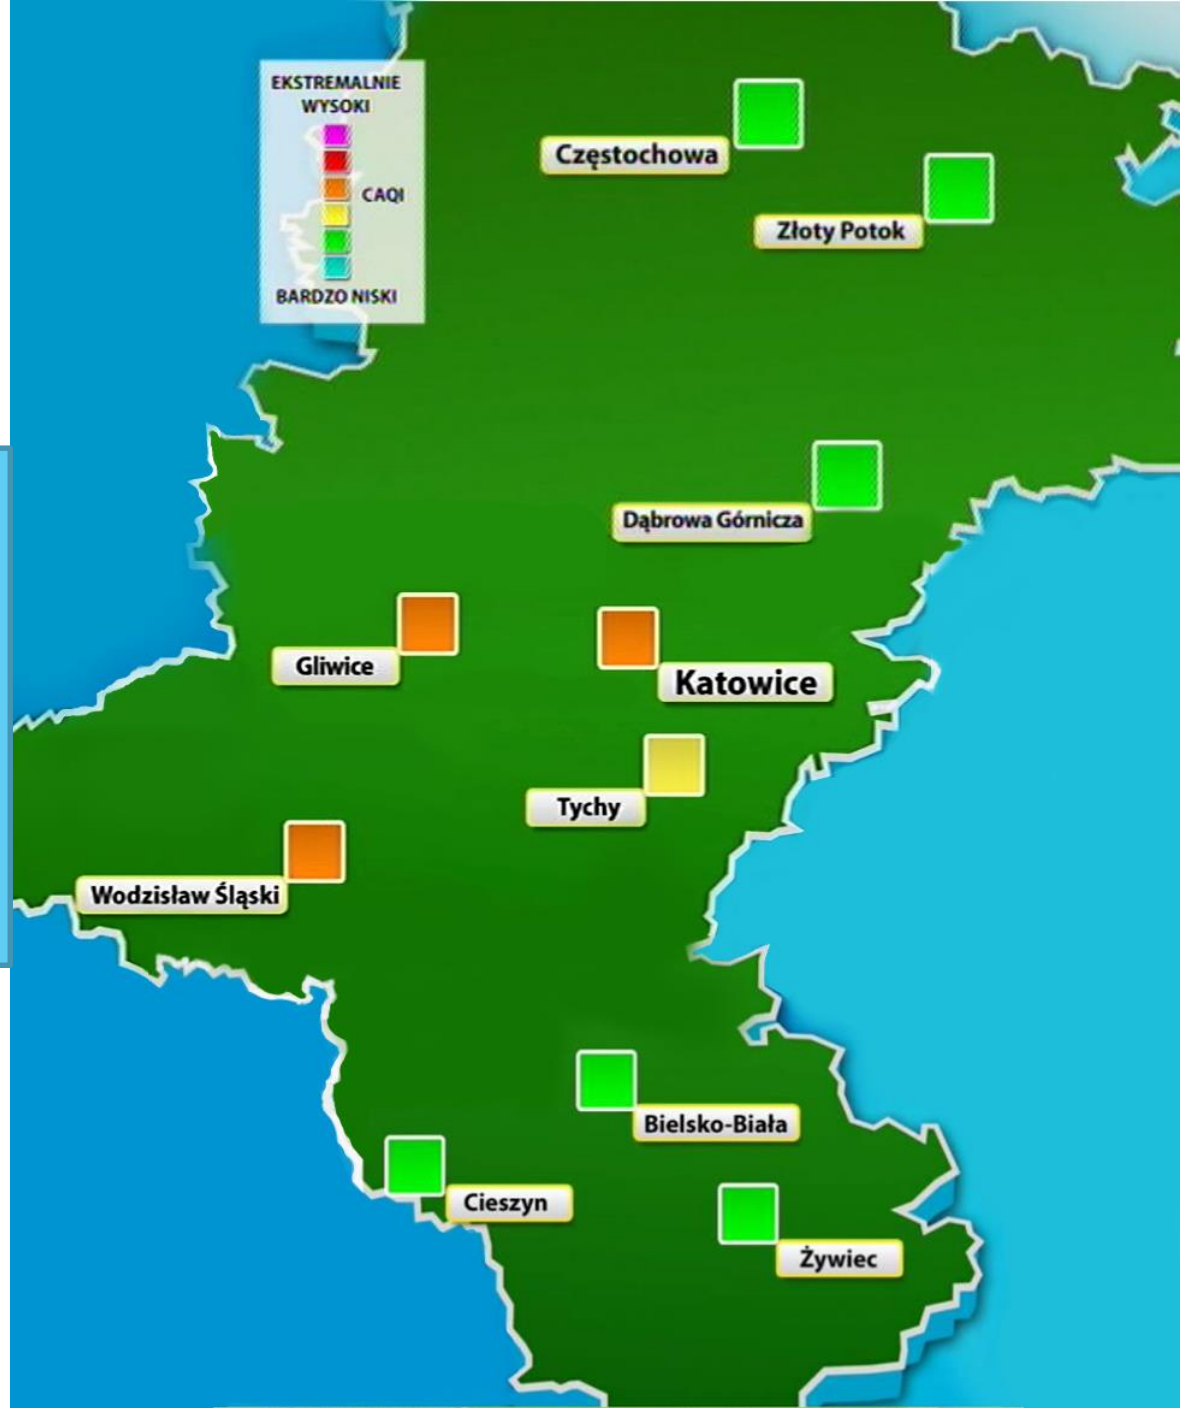 EKSTREMALNIE
WYSOKI
CAQI
BARDZO NISKI
Częstochowa
Złoty Potok
Dąbrowa Górnicza
Gliwice
Katowice
Tychy
Wodzisław Śląski
Bielsko-Biała
Cieszyn
Żywiec